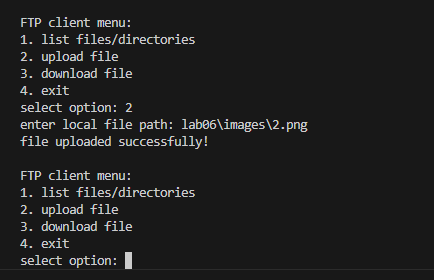 FTP client menu:
1. list files/directories
2. upload file
3. download file
4. exit
select option: 2
enter local file path: lab06\images\2.png
file uploaded successfully!
FTP client menu:
1. list files/directories
2. upload file
3. download file
4. exit
select option: